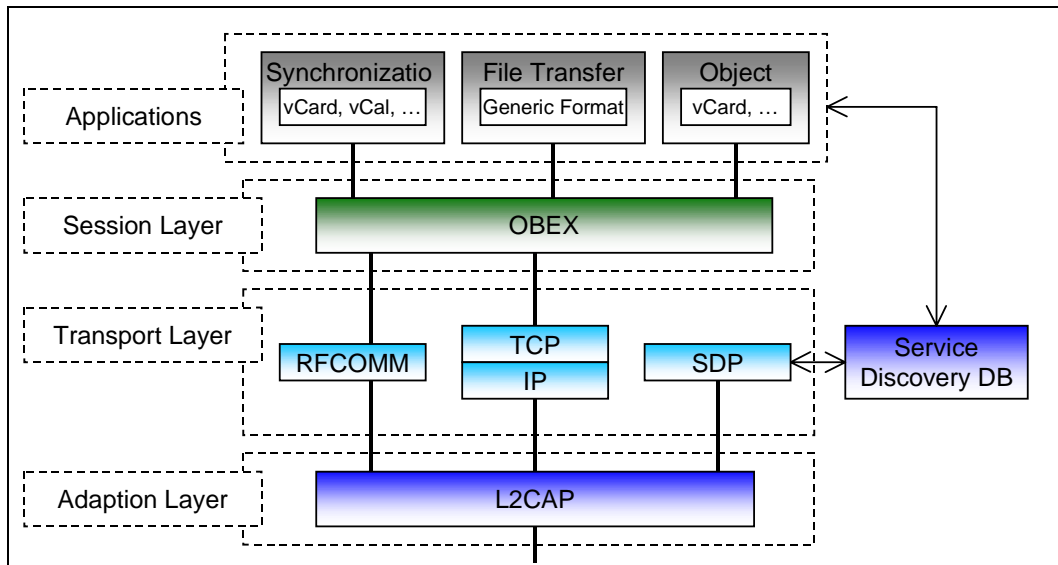 Synchronizatio
File Transfer
Object
vCard, vCal, …
Generic Format
vCard, …
Applications
Session Layer
OBEX
Transport Layer
RFCOMM
TCP
IP
SDP
Service
Discovery DB
Adaption Layer
L2CAP